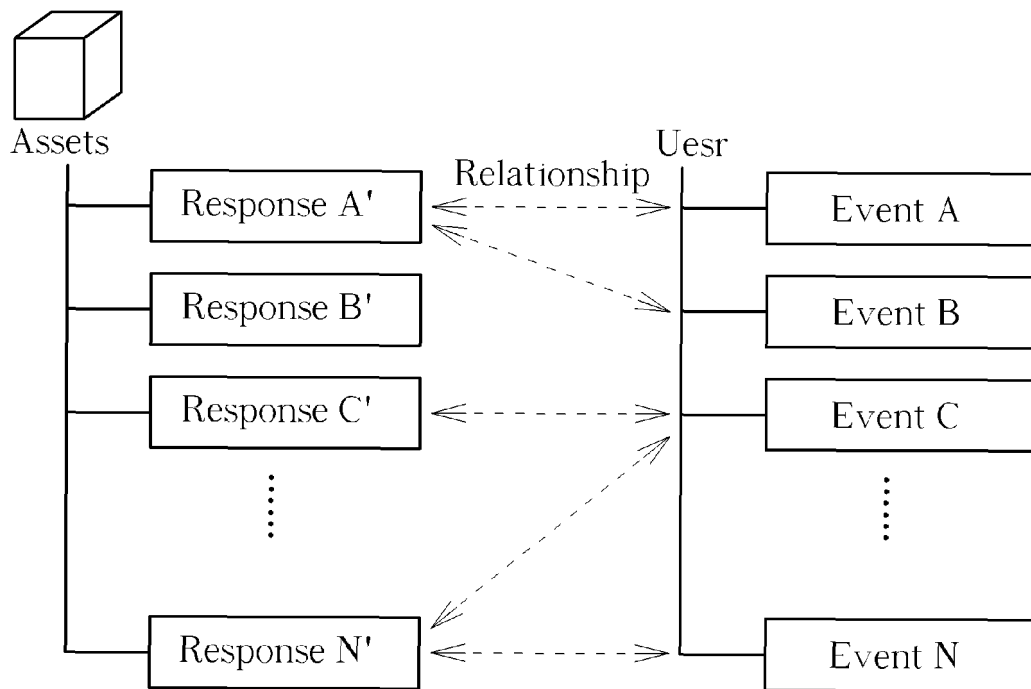 Assets
Uesr
Relationship
Response A'
Event A
Response B'
Event B
Response C'
Event C
Response N'
Event N